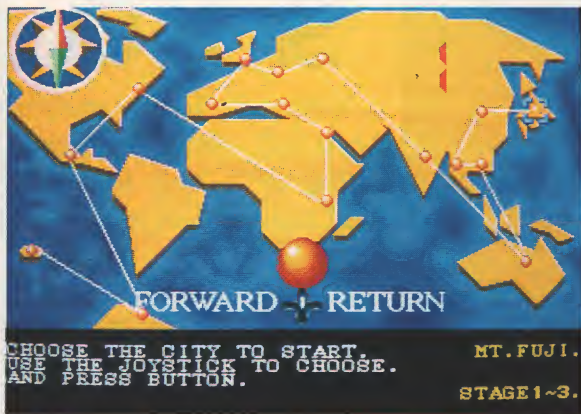 FORWARD RETURN
CHOOSE THE CITY TO START.
USE THE JOYSTICK TO CHOOSE.
AND PRESS BUTTON.
MT.FUJI.
STAGE1~3.